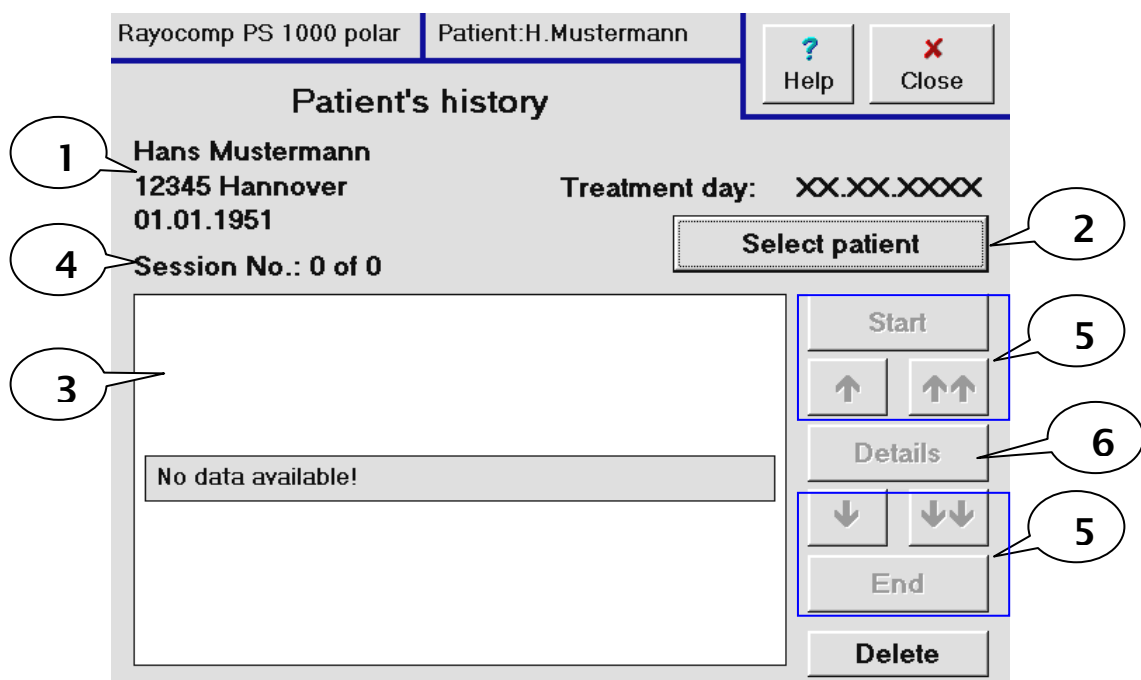 Rayocomp PS 1000 polar
Patient:H.Mustermann
?
Help
X
Close
Patient's history
1
Hans Mustermann
12345 Hannover
01.01.1951
Treatment day: XX.XX.XXXX
2
Select patient
4
Session No.: 0 of 0
3
No data available!
Start
5
6
Details
5
End
Delete